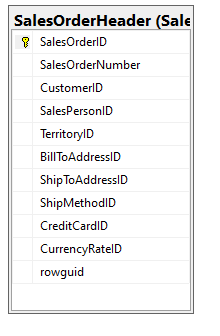 SalesOrderHeader (Sale
SalesOrderID
SalesOrderNumber
CustomerID
SalesPersonID
TerritoryID
BillToAddressID
ShipToAddressID
ShipMethodID
CreditCardID
CurrencyRateID
rowguid